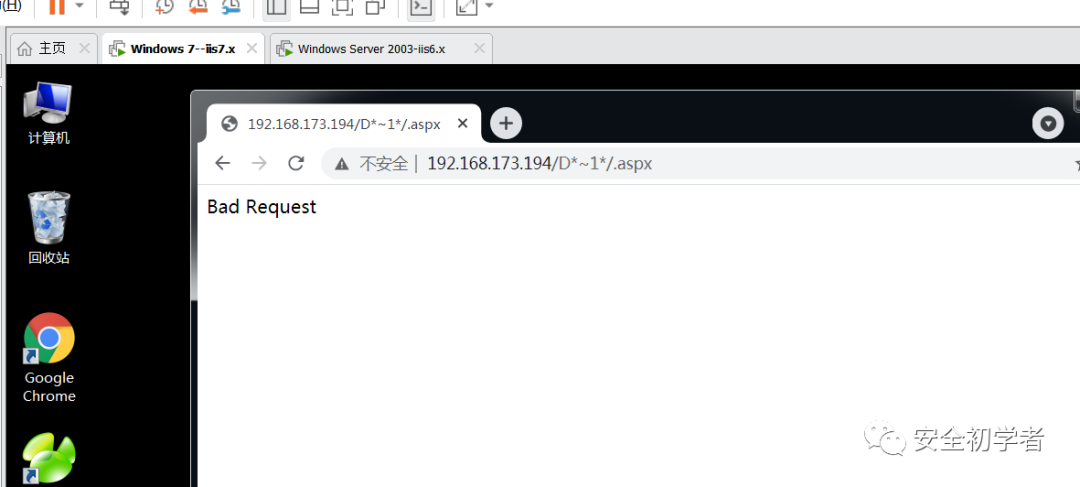 (H)
主页
Windows 7--iis7.x
Windows Server 2003-iis6.x
计算机
192.168.173.194/D*~1*/.aspx
不安全 | 192.168.173.194/D*~1*/.aspx
Bad Request
回收站
Google
Chrome
安全初学者